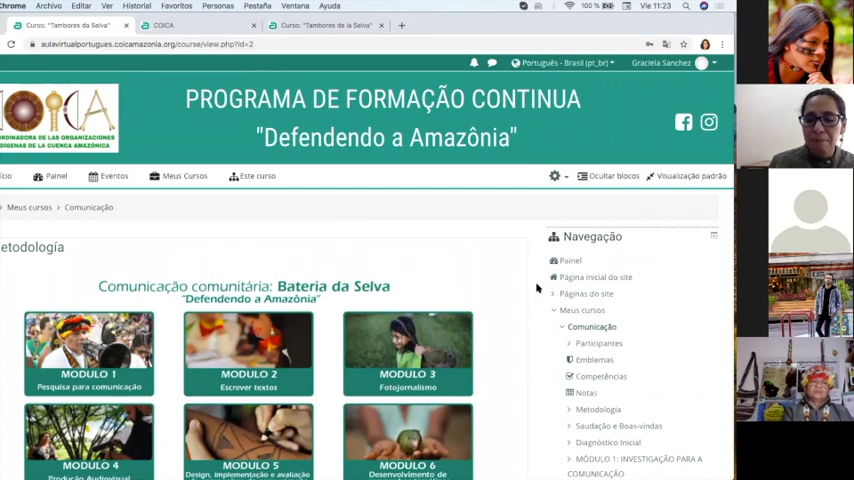 Chrome Archivo Editar Ver Historial Favoritos Personas Pestaña Ventana Ayuda 100 % Vie 11:23
Curso: "Tambores da Selva" × COICA × Curso: "Tambores de la Selva" × +
aulavirtualportugues.coicamazonia.org/course/view.php?id=2
Português - Brasil (pt_br) Graciela Sanchez
OICA
ORDINADORA DE LAS ORGANIZACIONES
DÍGENAS DE LA CUENCA AMAZÓNICA
PROGRAMA DE FORMAÇÃO CONTINUA
"Defendendo a Amazônia"
ício Painel Eventos Meus Cursos Este curso Ocultar blocos Visualização padrão
Meus cursos > Comunicação
etodología
Navegação
Painel
Página inicial do site
Páginas do site
Meus cursos
Comunicação
Participantes
Emblemas
Competências
Notas
Metodología
Saudação e Boas-vindas
Diagnóstico Inicial
MÓDULO 1: INVESTIGAÇÃO PARA A
COMUNICAÇÃO
Comunicação comunitária: Bateria da Selva
"Defendendo a Amazônia"
MODULO 1
Pesquisa para comunicação
MODULO 2
Escrever textos
MODULO 3
Fotojornalismo
MODULO 4
Produção Audiovisual
MODULO 5
Design, implementação e avaliação
MODULO 6
Desenvolvimento de